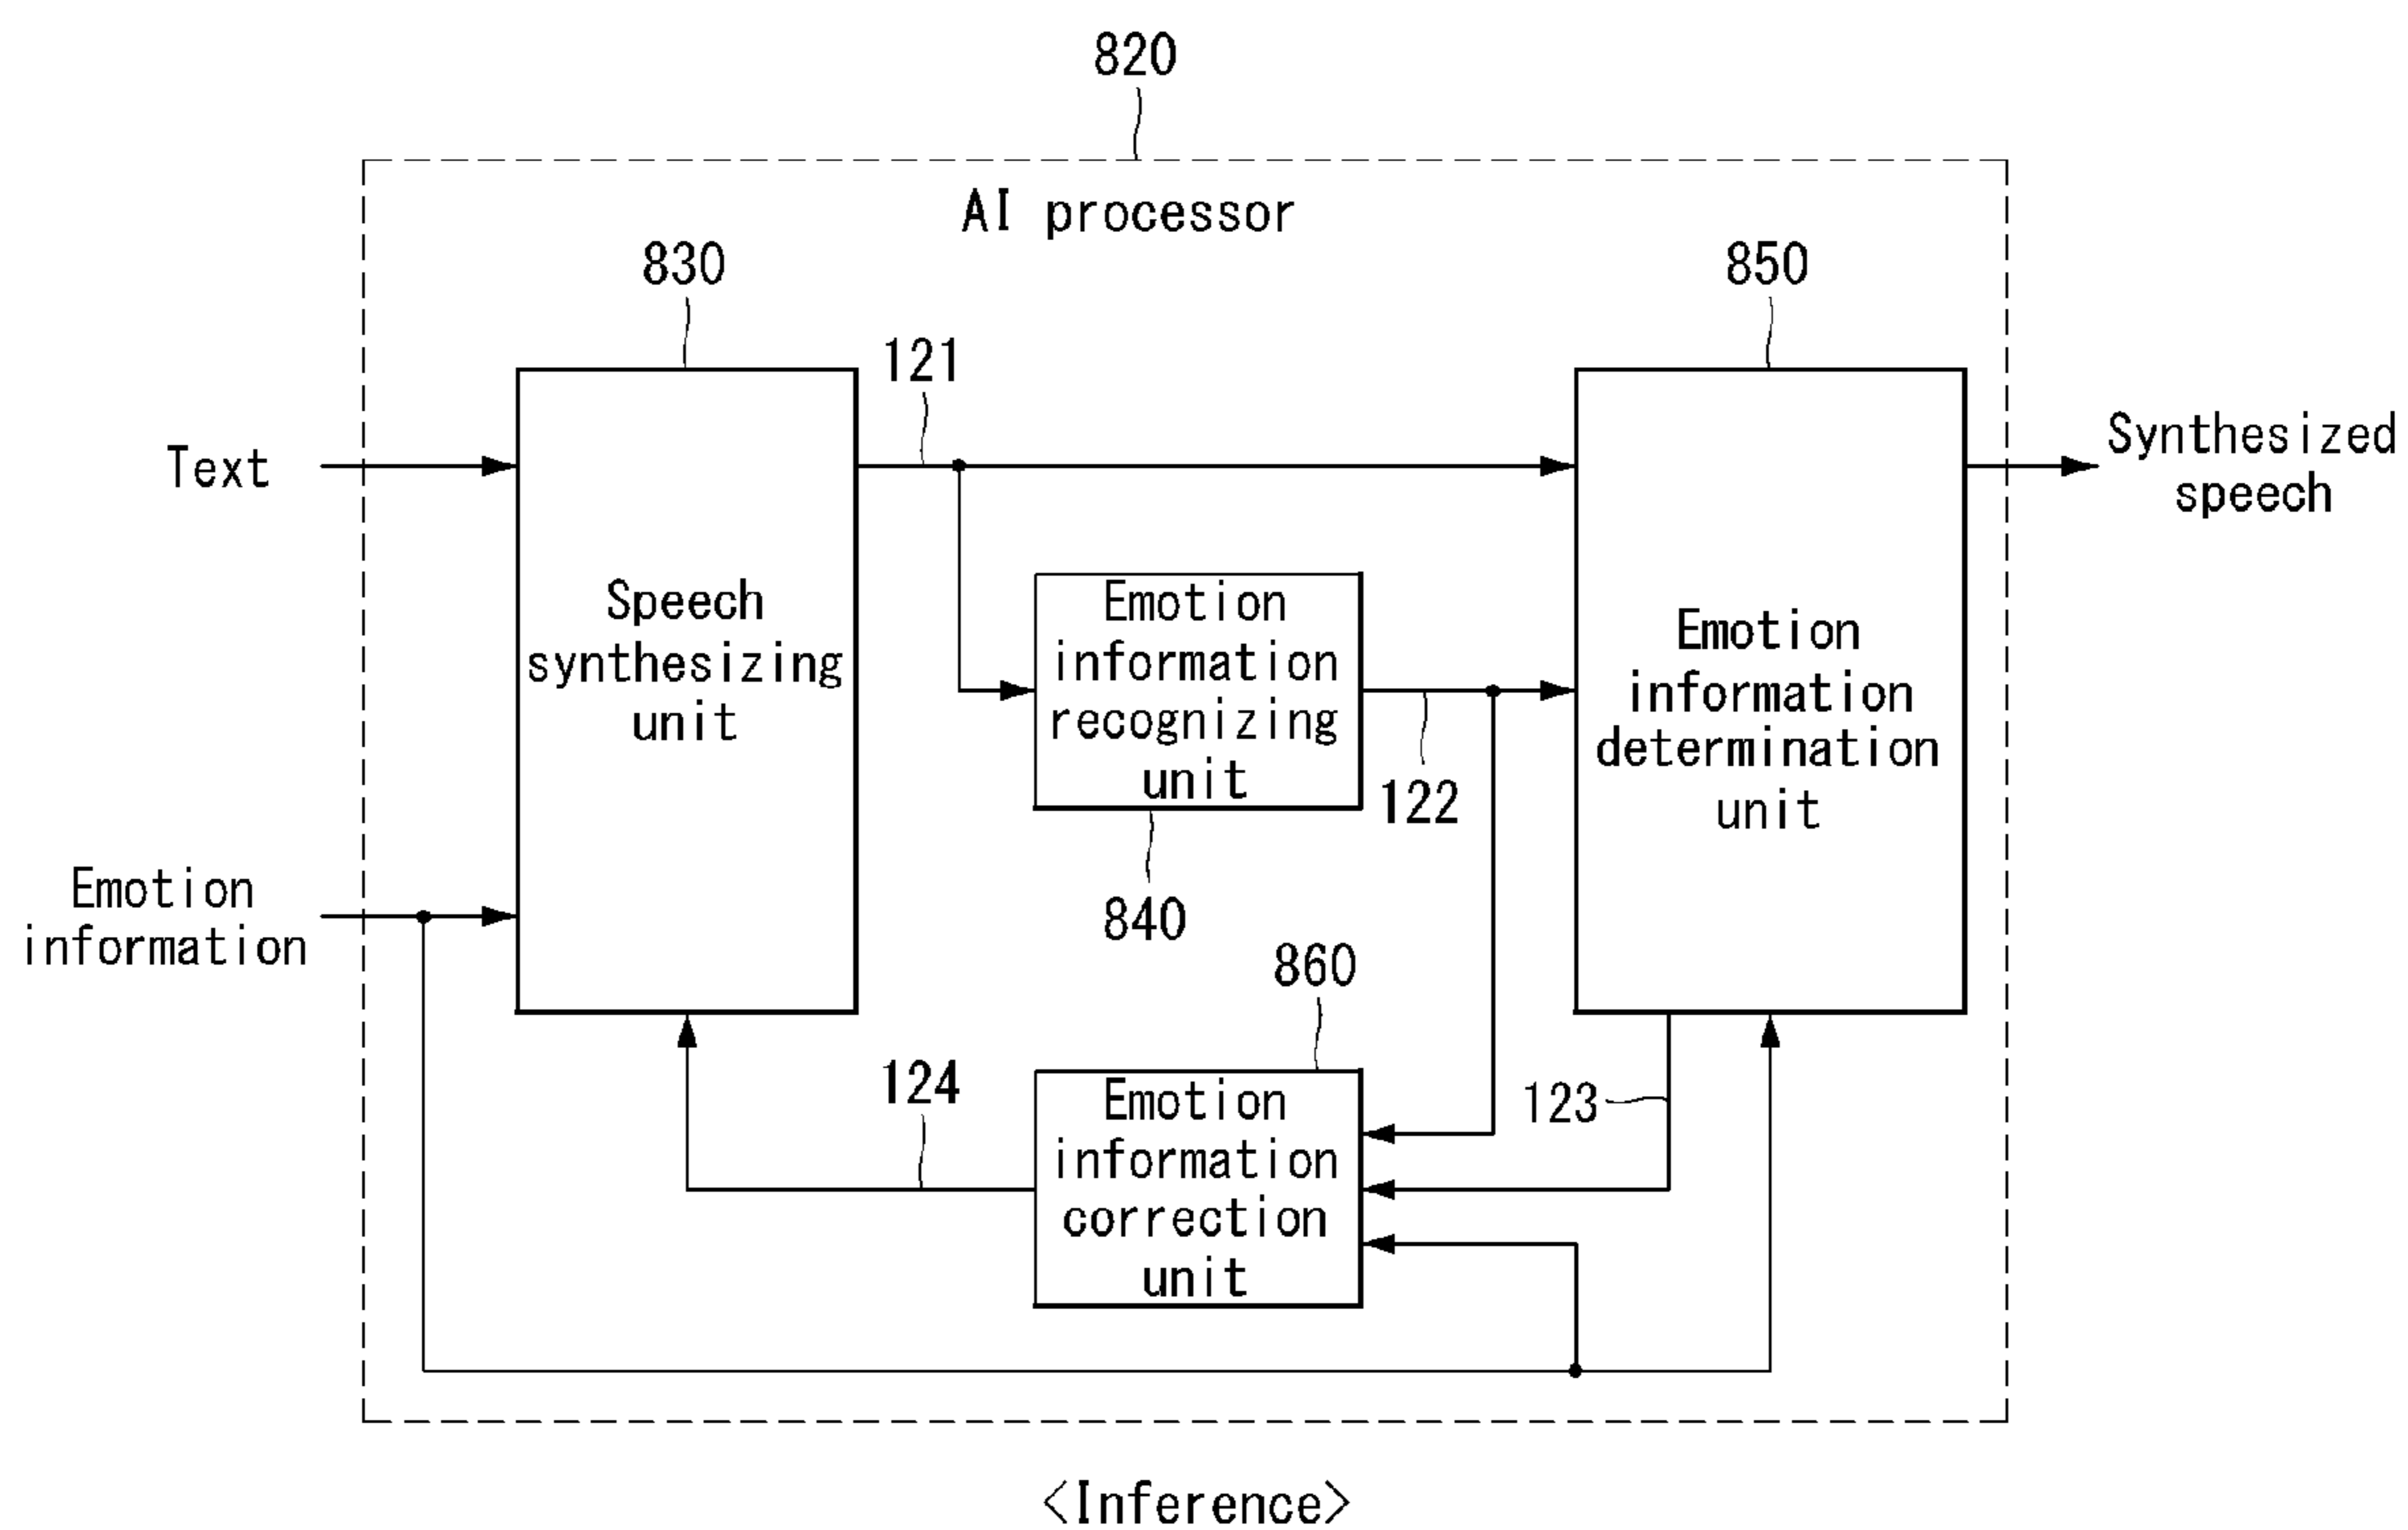 820
AI processor
830
850
121
Text
Synthesized
speech
Speech
synthesizing
unit
Emotion
information
recognizing
unit
Emotion
information
determination
unit
122
840
Emotion
information
860
124
123
Emotion
information
correction
unit
<Inference>